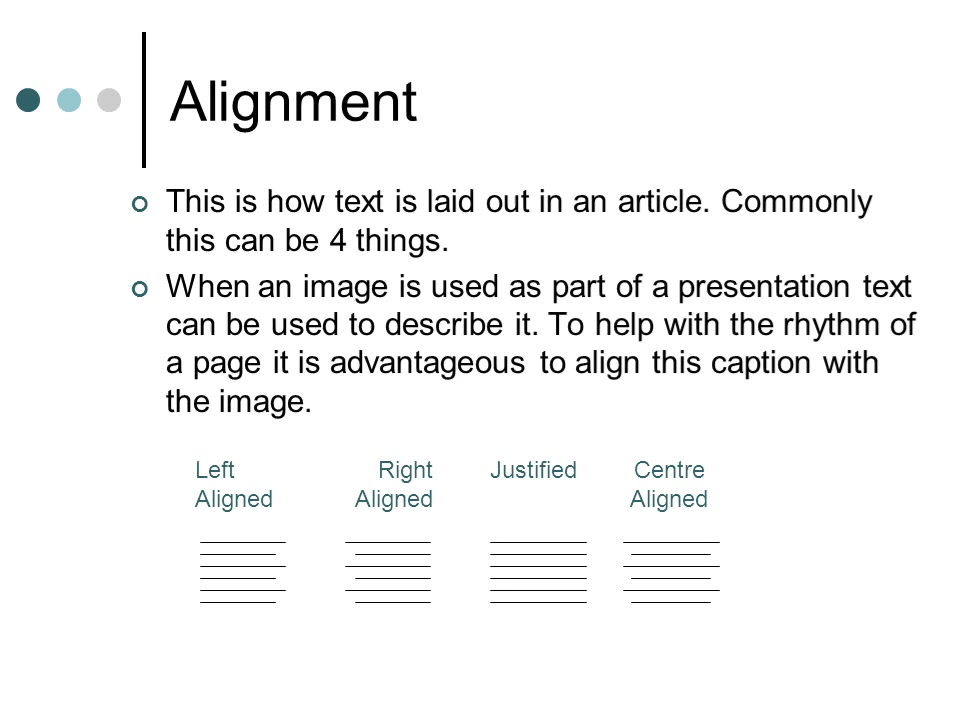 Alignment
This is how text is laid out in an article. Commonly
this can be 4 things.
When an image is used as part of a presentation text
can be used to describe it. To help with the rhythm of
a page it is advantageous to align this caption with
the image.
Left
Aligned
Right
Aligned
Justified
Centre
Aligned